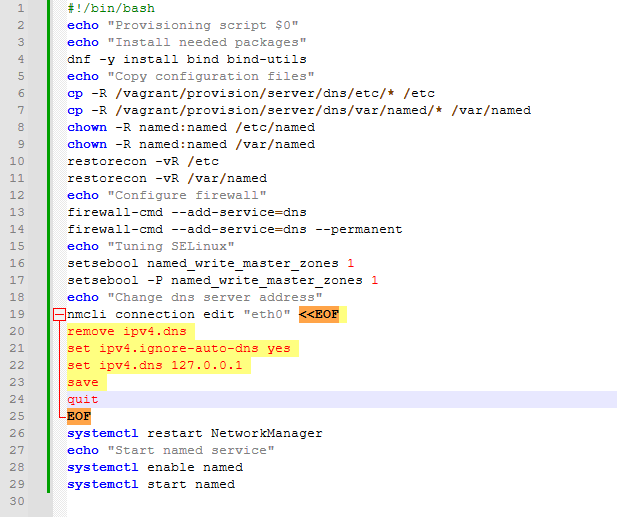 1 #!/bin/bash
2 echo "Provisioning script $0"
3 echo "Install needed packages"
4 dnf -y install bind bind-utils
5 echo "Copy configuration files"
6 cp -R /vagrant/provision/server/dns/etc/* /etc
7 cp -R /vagrant/provision/server/dns/var/named/* /var/named
8 chown -R named:named /etc/named
9 chown -R named:named /var/named
10 restorecon -vR /etc
11 restorecon -vR /var/named
12 echo "Configure firewall"
13 firewall-cmd --add-service=dns
14 firewall-cmd --add-service=dns --permanent
15 echo "Tuning SELinux"
16 setsebool named_write_master_zones 1
17 setsebool -P named_write_master_zones 1
18 echo "Change dns server address"
19 nmcli connection edit "eth0" <<EOF
20 remove ipv4.dns
21 set ipv4.ignore-auto-dns yes
22 set ipv4.dns 127.0.0.1
23 save
24 quit
25 EOF
26 systemctl restart NetworkManager
27 echo "Start named service"
28 systemctl enable named
29 systemctl start named
30